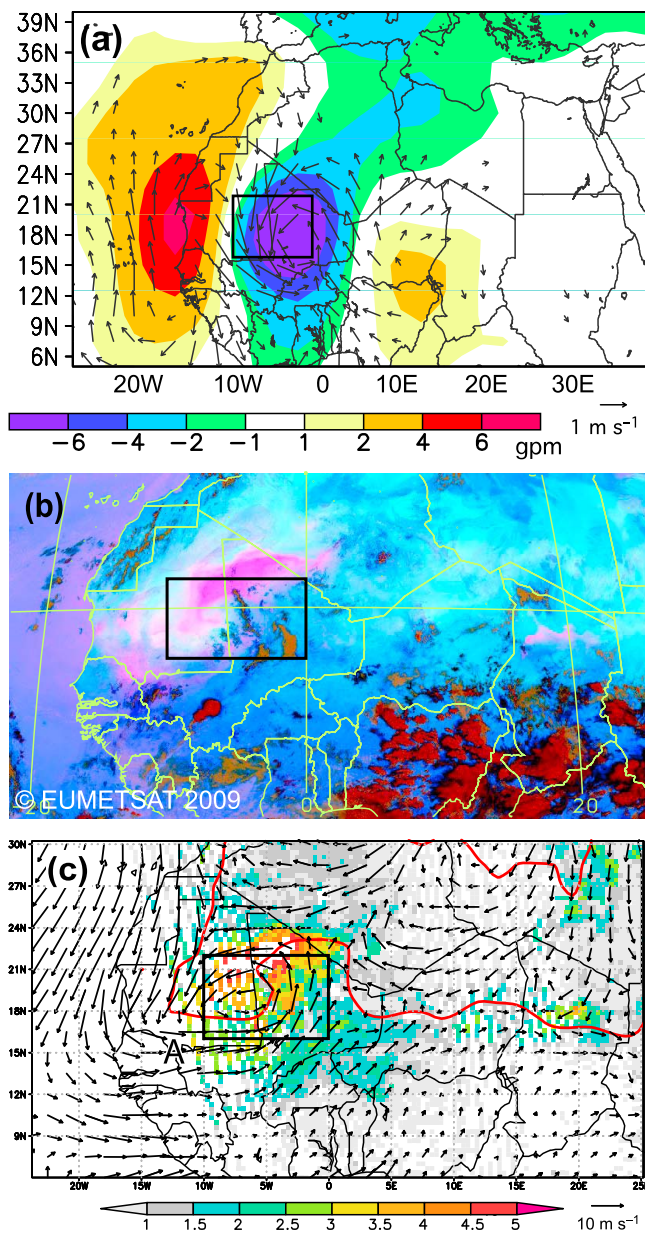 (a)
39N
36N
33N
30N
27N
24N
21N
18N
15N
12N
9N
6N
20W 10W 0 10E 20E 30E
−6 −4 −2 −1 1 2 4 6 gpm
1 m s⁻¹
(b)
© EUMETSAT 2009
20 0 20
(c)
30N
27N
24N
21N
18N
15N
12N
9N
A
20W 15W 10W 5W 0 5E 10E 15E 20E 25E
1 1.5 2 2.5 3 3.5 4 4.5 5 10 m s⁻¹